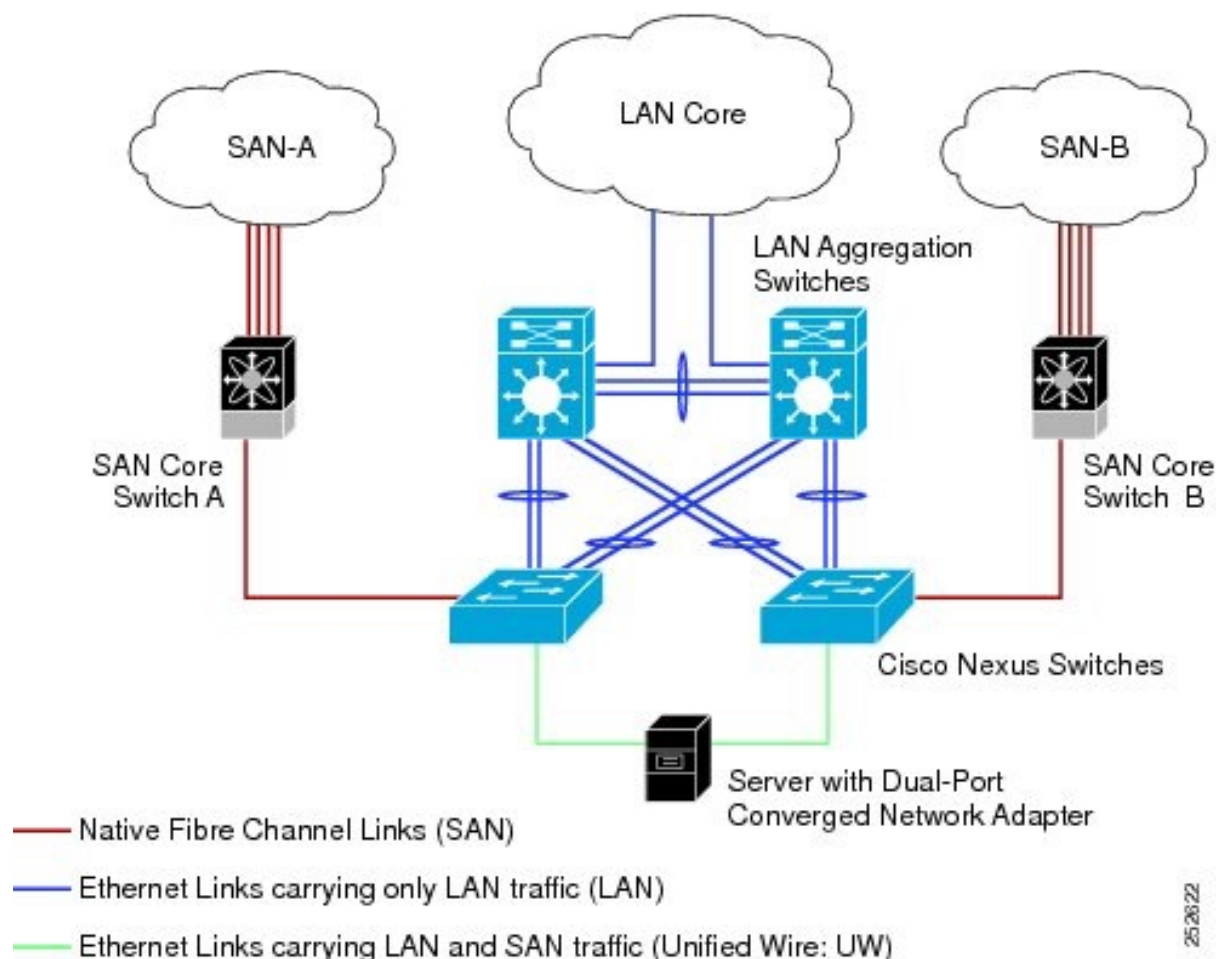 SAN-A
LAN Core
SAN-B
LAN Aggregation
Switches
SAN Core
Switch A
SAN Core
Switch B
Cisco Nexus Switches
Server with Dual-Port
Converged Network Adapter
Native Fibre Channel Links (SAN)
Ethernet Links carrying only LAN traffic (LAN)
Ethernet Links carrying LAN and SAN traffic (Unified Wire: UW)
252622